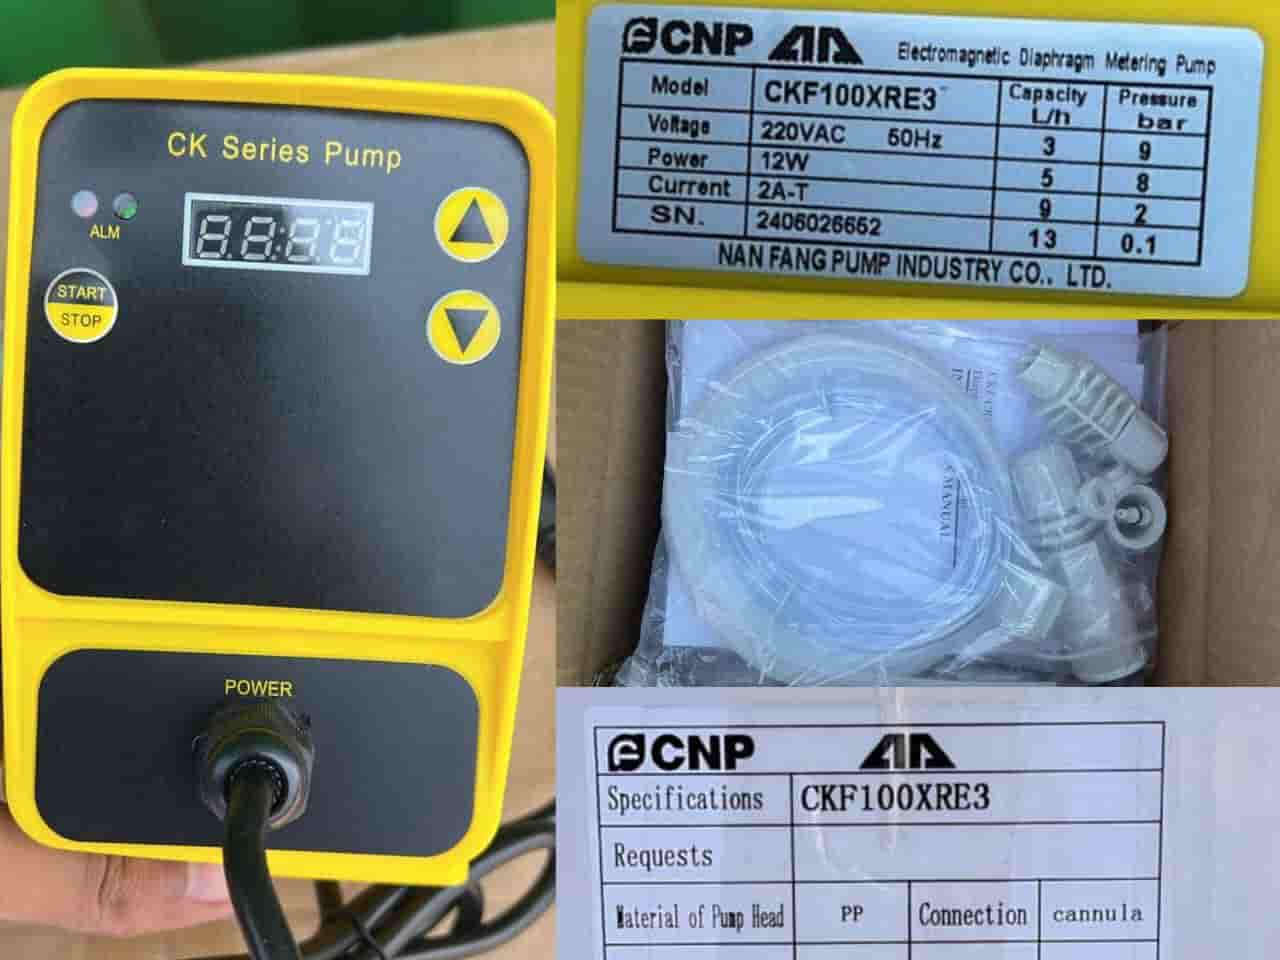 CK Series Pump
ALM
START
STOP
POWER
CNP Electromagnetic Diaphragm Metering Pump
Model CKF100XRE3 Capacity L/h Pressure bar
Voltage 220VAC 50Hz 3 9
Power 12W 5 8
Current 2A-T 9 2
SN. 2406026652 13 0.1
NAN FANG PUMP INDUSTRY CO., LTD.
MANUAL
CNP
Specifications CKF100XRE3
Requests
Material of Pump Head PP Connection cannula